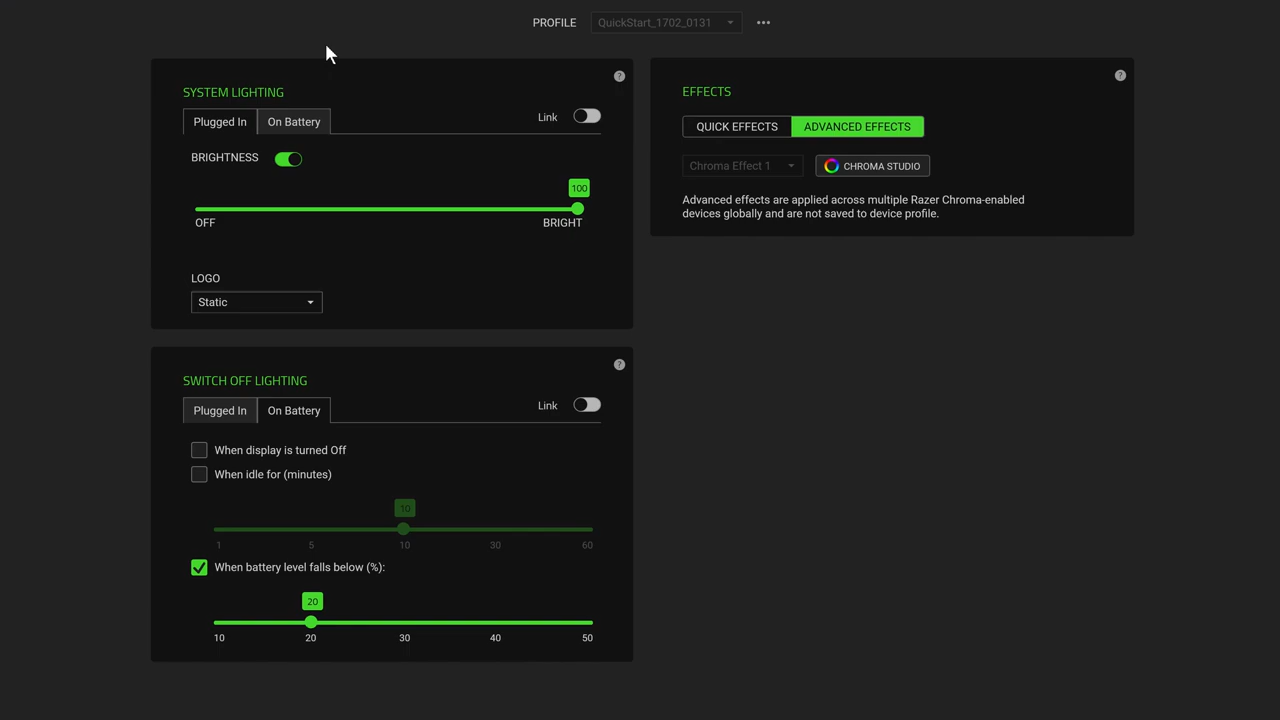 PROFILE QuickStart_1702_0131
SYSTEM LIGHTING
Plugged In On Battery Link
BRIGHTNESS
100
OFF BRIGHT
LOGO
Static
EFFECTS
QUICK EFFECTS ADVANCED EFFECTS
Chroma Effect 1 CHROMA STUDIO
Advanced effects are applied across multiple Razer Chroma-enabled
devices globally and are not saved to device profile.
SWITCH OFF LIGHTING
Plugged In On Battery Link
When display is turned Off
When idle for (minutes)
10
1 5 10 30 60
When battery level falls below (%):
20
10 20 30 40 50